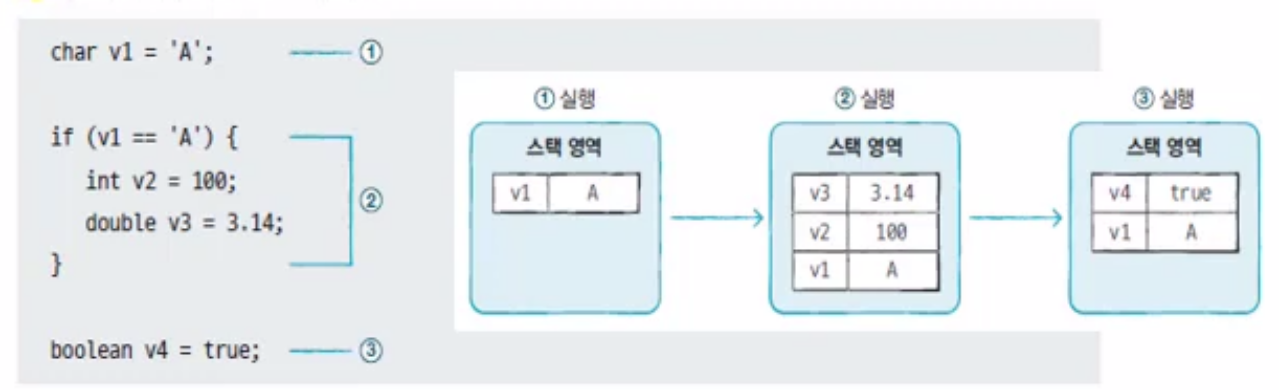 char v1 = 'A'; ①
if (v1 == 'A') {
int v2 = 100;
double v3 = 3.14;
}
②
boolean v4 = true; ③
① 실행
스택 영역
v1 A
② 실행
스택 영역
v3 3.14
v2 100
v1 A
③ 실행
스택 영역
v4 true
v1 A